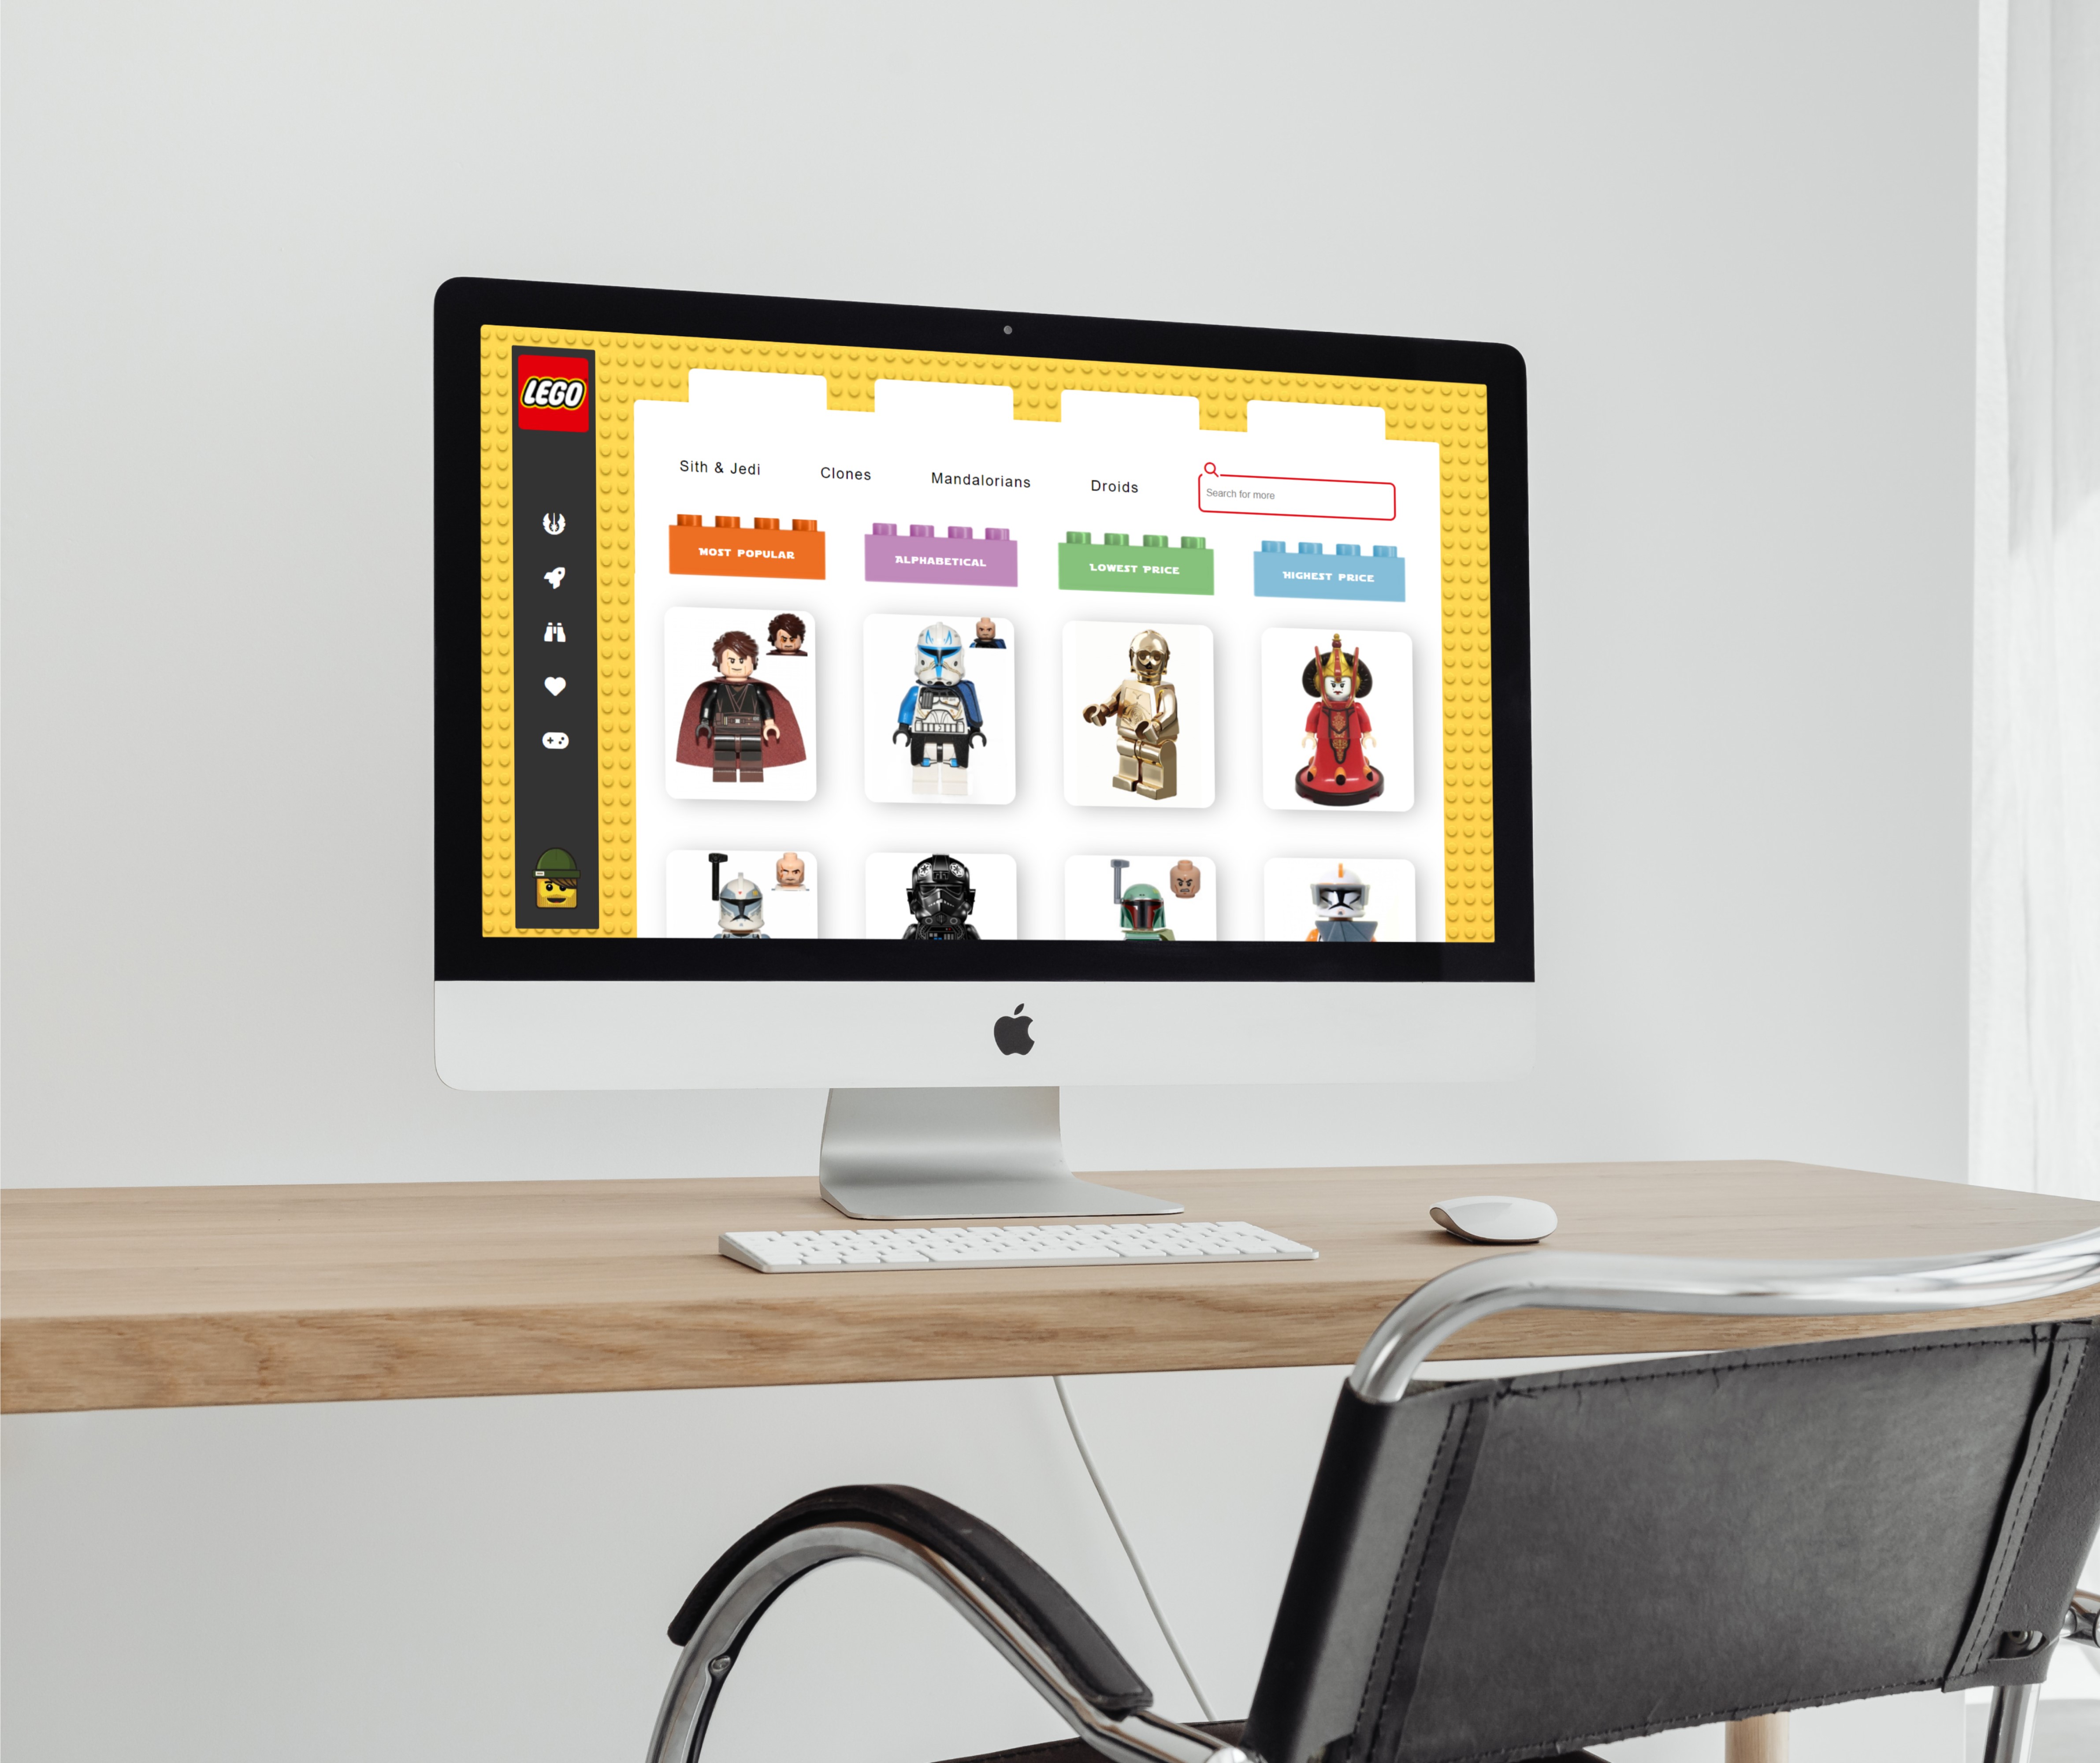 LEGO
Sith & Jedi
Clones
Mandalorians
Droids
Search for more
MOST POPULAR
ALPHABETICAL
LOWEST PRICE
HIGHEST PRICE